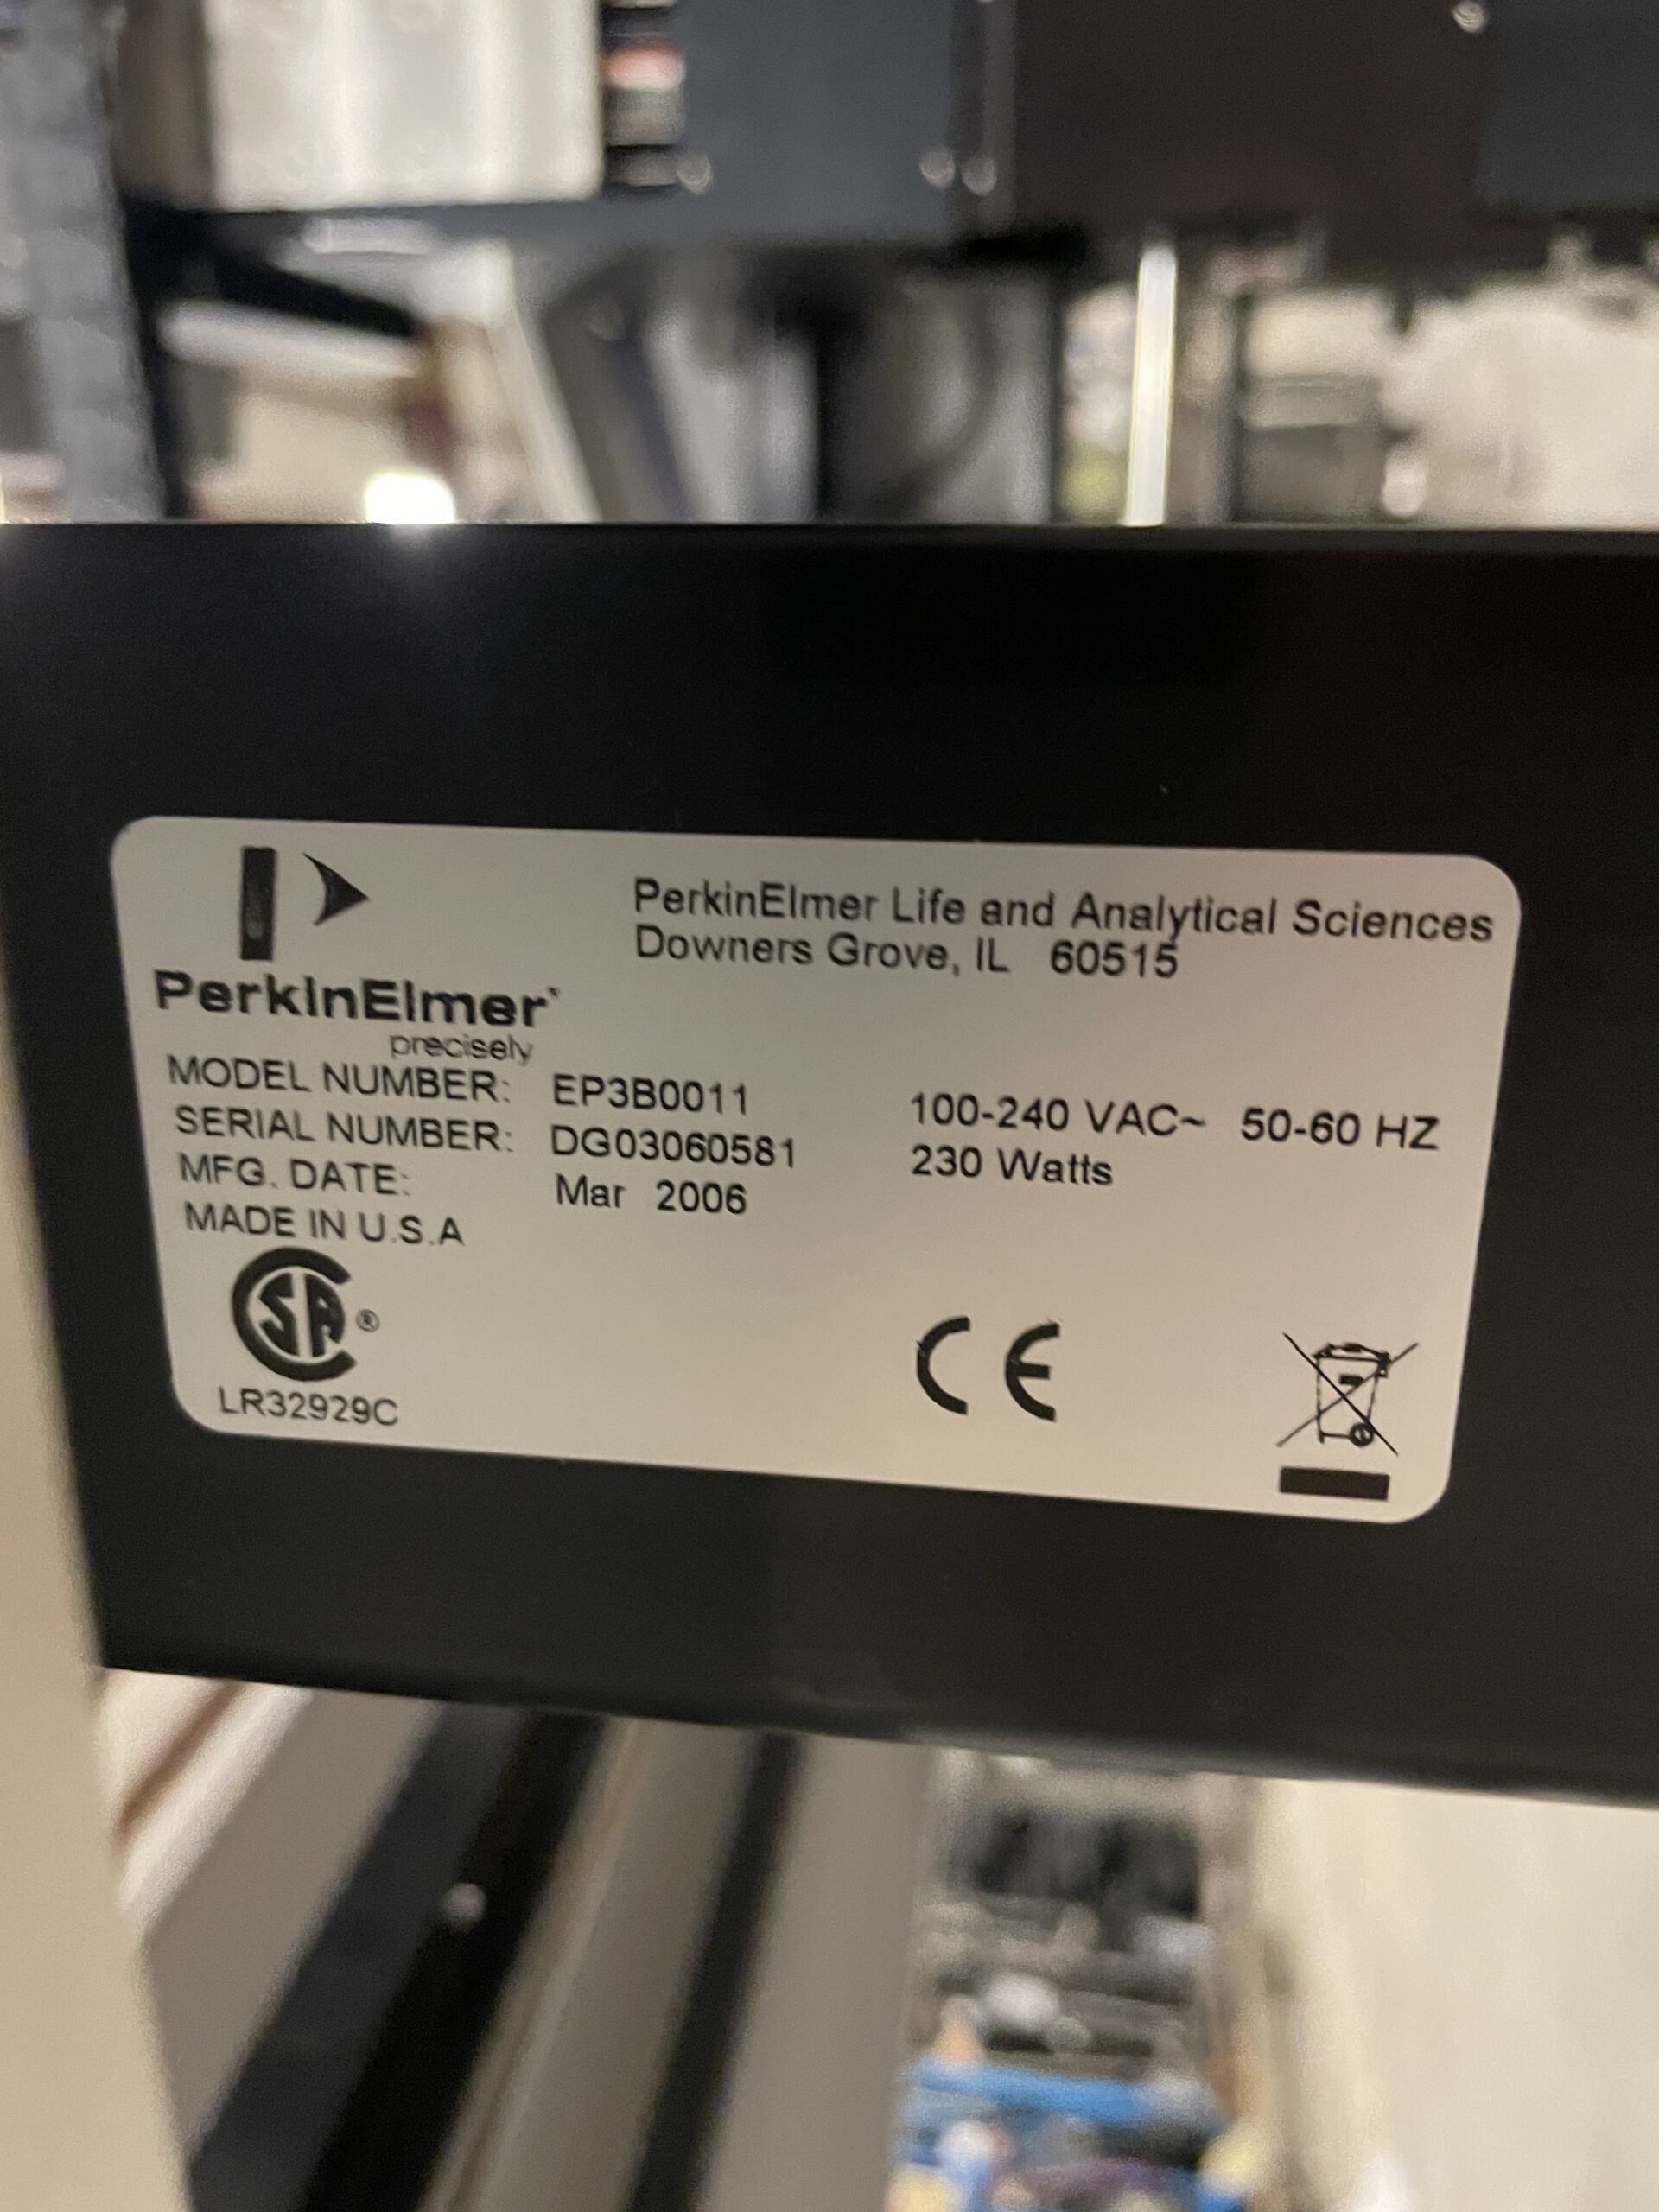 PerkinElmer Life and Analytical Sciences
Downers Grove, IL 60515
PerkinElmer
precisely
MODEL NUMBER: EP3B0011 100-240 VAC~ 50-60 HZ
SERIAL NUMBER: DG03060581 230 Watts
MFG. DATE: Mar 2006
MADE IN U.S.A
CSA®
LR32929C
CE